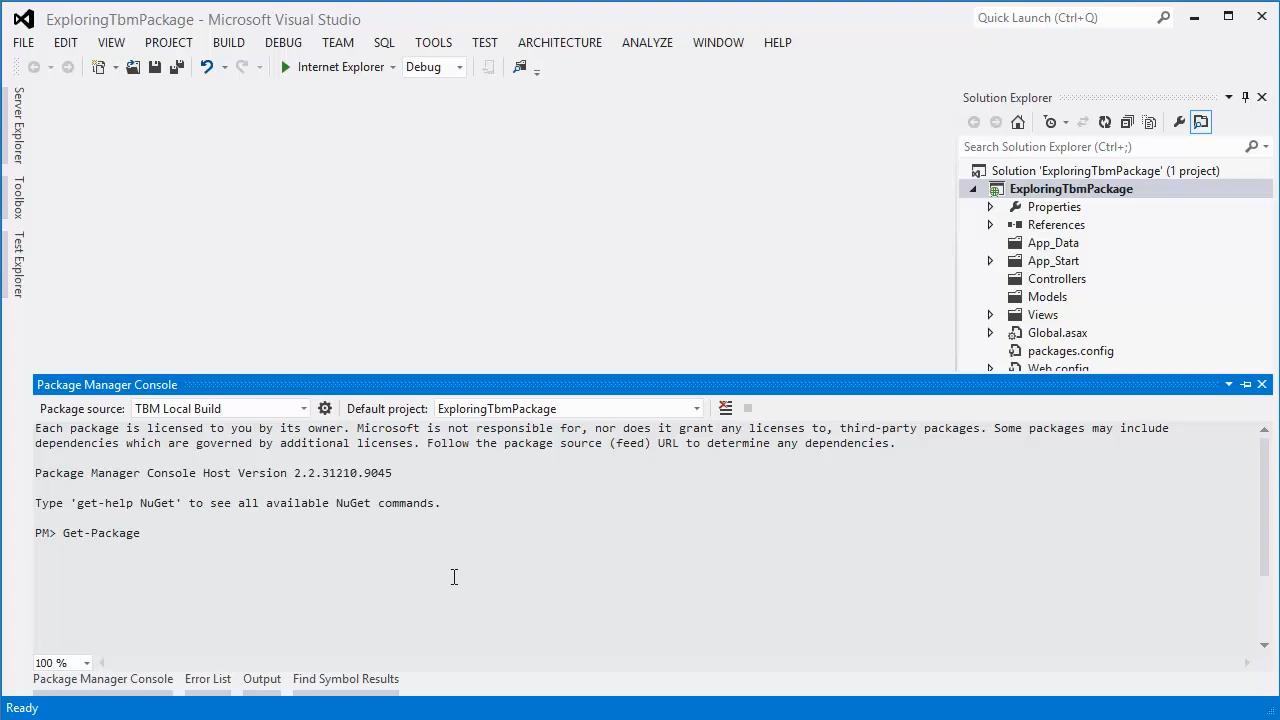 ExploringTbmPackage - Microsoft Visual Studio
Quick Launch (Ctrl+Q)
FILE EDIT VIEW PROJECT BUILD DEBUG TEAM SQL TOOLS TEST ARCHITECTURE ANALYZE WINDOW HELP
Internet Explorer Debug
Server Explorer
Toolbox
Test Explorer
Solution Explorer
Search Solution Explorer (Ctrl+;)
Solution 'ExploringTbmPackage' (1 project)
ExploringTbmPackage
Properties
References
App_Data
App_Start
Controllers
Models
Views
Global.asax
packages.config
Web.config
Package Manager Console
Package source: TBM Local Build Default project: ExploringTbmPackage
Each package is licensed to you by its owner. Microsoft is not responsible for, nor does it grant any licenses to, third-party packages. Some packages may include
dependencies which are governed by additional licenses. Follow the package source (feed) URL to determine any dependencies.
Package Manager Console Host Version 2.2.31210.9045
Type 'get-help NuGet' to see all available NuGet commands.
PM> Get-Package
100 %
Package Manager Console Error List Output Find Symbol Results
Ready